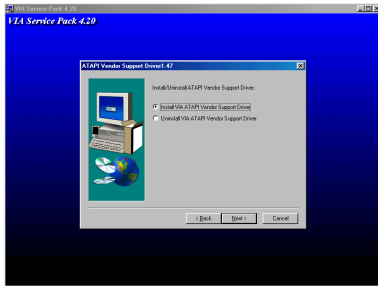 VIA Service Pack 4.20
VIA Service Pack 4.20
ATAPI Vendor Support Driver1.47
Install/Uninstall ATAPI Vendor Support Driver.
Install VIA ATAPI Vendor Support Driver
Uninstall VIA ATAPI Vendor Support Driver
< Back
Next >
Cancel